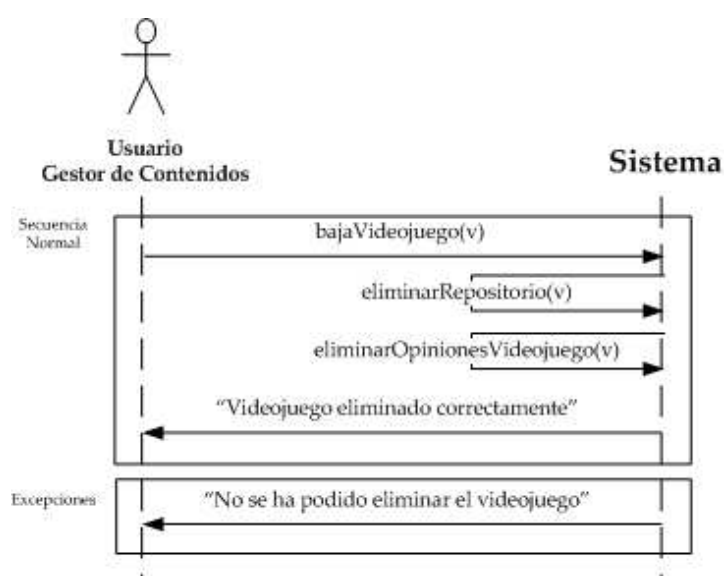 Usuario
Gestor de Contenidos
Sistema
Secuencia
Normal
bajaVideojuego(v)
eliminarRepositorio(v)
eliminarOpinionesVideojuego(v)
“Videojuego eliminado correctamente”
Excepciones
“No se ha podido eliminar el videojuego”